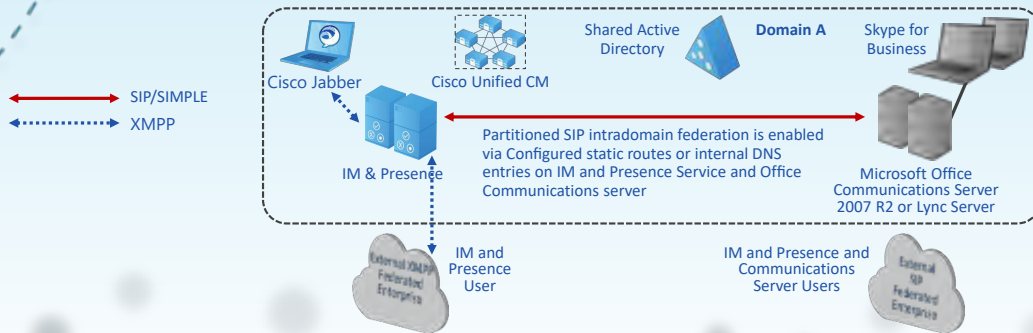 Shared Active
Directory
Domain A
Skype for
Business
Cisco Jabber
Cisco Unified CM
SIP/SIMPLE
XMPP
Partitioned SIP intradomain federation is enabled
via Configured static routes or internal DNS
entries on IM and Presence Service and Office
Communications server
IM & Presence
Microsoft Office
Communications Server
2007 R2 or Lync Server
External XMPP
Federated
Enterprise
IM and
Presence
User
IM and Presence and
Communications
Server Users
External
SIP
Federated
Enterprise